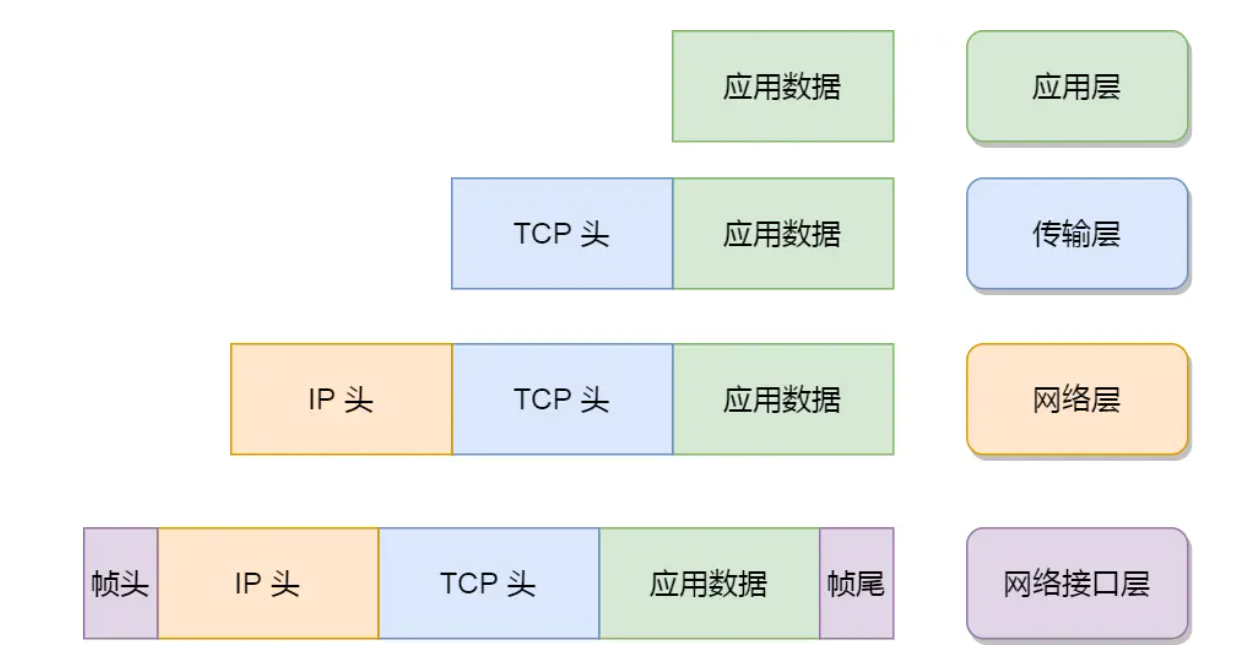 应用数据 应用层
TCP 头 应用数据 传输层
IP 头 TCP 头 应用数据 网络层
帧头 IP 头 TCP 头 应用数据 帧尾 网络接口层